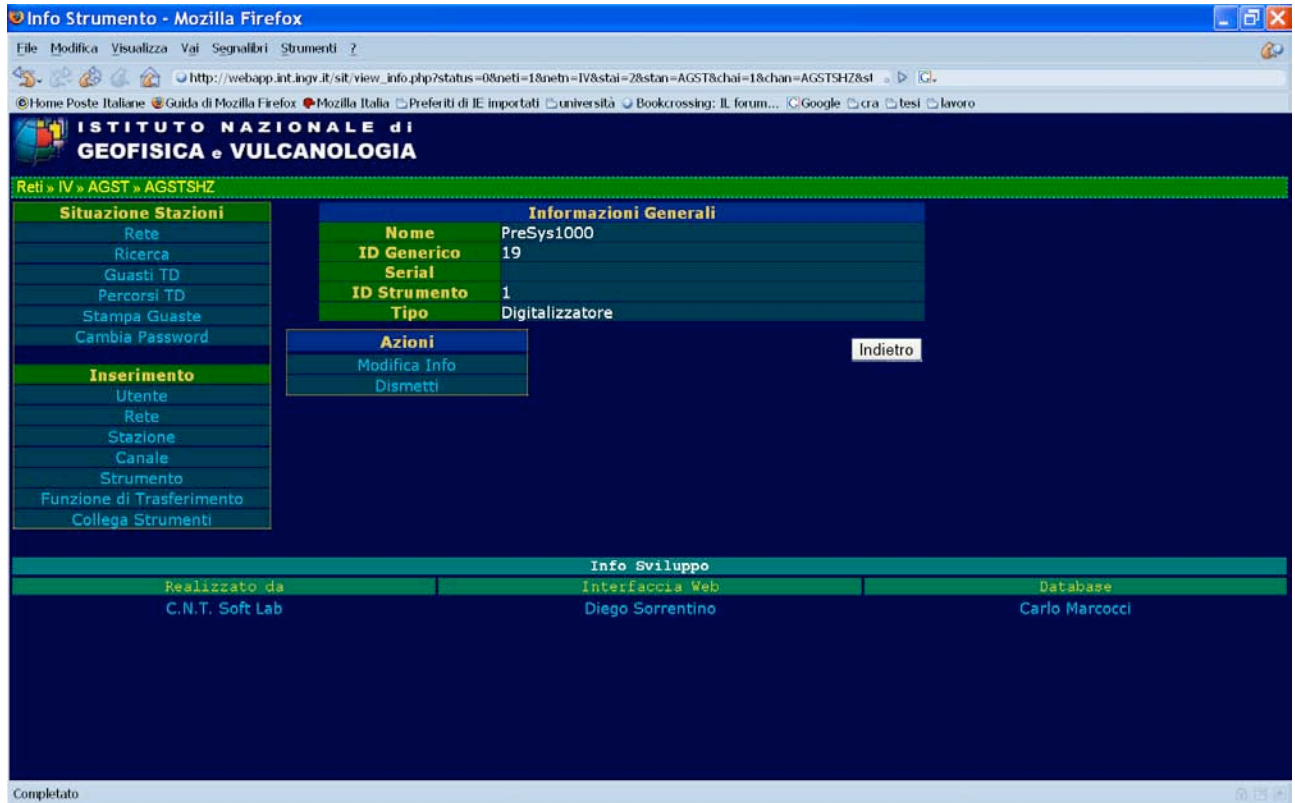 Info Strumento - Mozilla Firefox
File Modifica Visualizza Vai Segnalibri Strumenti ?
http://webapp.int.ingv.it/sit/view_info.php?status=0&neti=1&netn=IV&stai=2&stan=AGST&chai=1&chan=AGSTSHZ&st
Home Poste Italiane Guida di Mozilla Firefox Mozilla Italia Preferiti di IE importati università Bookcrossing: IL forum... Google cra tesi lavoro
ISTITUTO NAZIONALE di
GEOFISICA e VULCANOLOGIA
Reti » IV » AGST » AGSTSHZ
Situazione Stazioni
Rete
Ricerca
Guasti TD
Percorsi TD
Stampa Guaste
Cambia Password
Inserimento
Utente
Rete
Stazione
Canale
Strumento
Funzione di Trasferimento
Collega Strumenti
Informazioni Generali
Nome PreSys1000
ID Generico 19
Serial
ID Strumento 1
Tipo Digitalizzatore
Azioni
Modifica Info
Dismetti
Indietro
Info Sviluppo
Realizzato da Interfaccia Web Database
C.N.T. Soft Lab Diego Sorrentino Carlo Marcocci
Completato